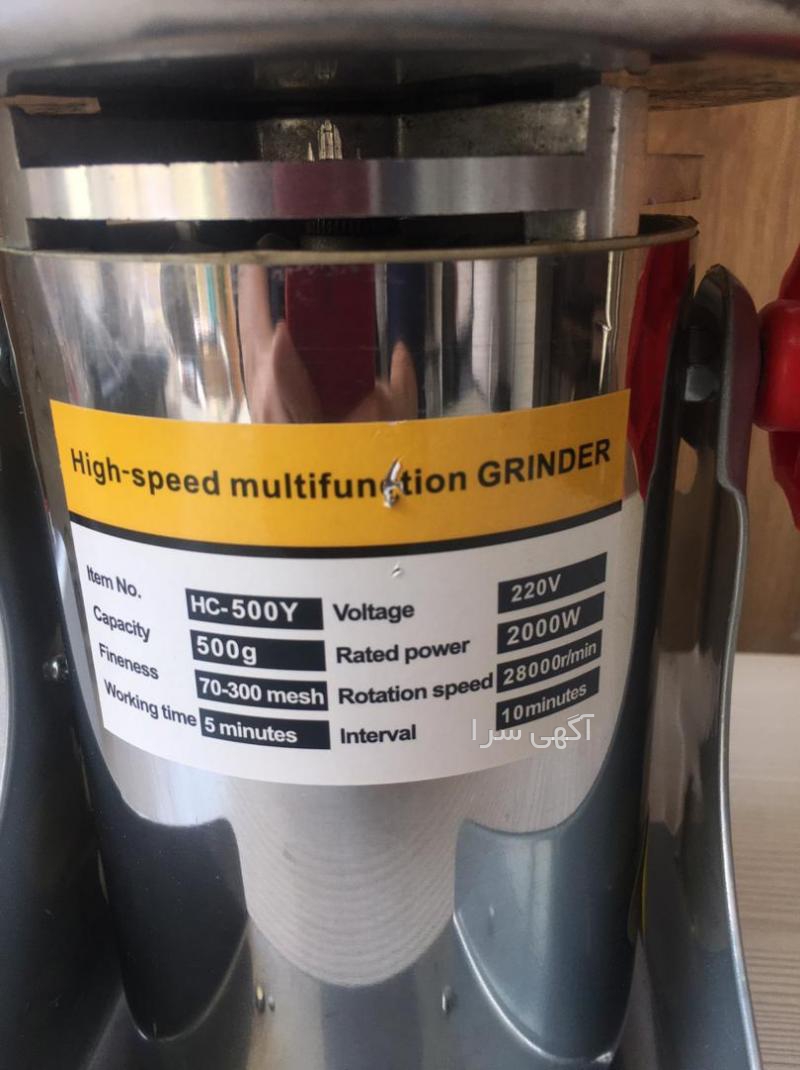 High-speed multifunction GRINDER
Item No. HC-500Y Voltage 220V
Capacity 500g Rated power 2000W
Fineness 70-300 mesh Rotation speed 28000r/min
Working time 5 minutes Interval 10minutes
آگهی سرا